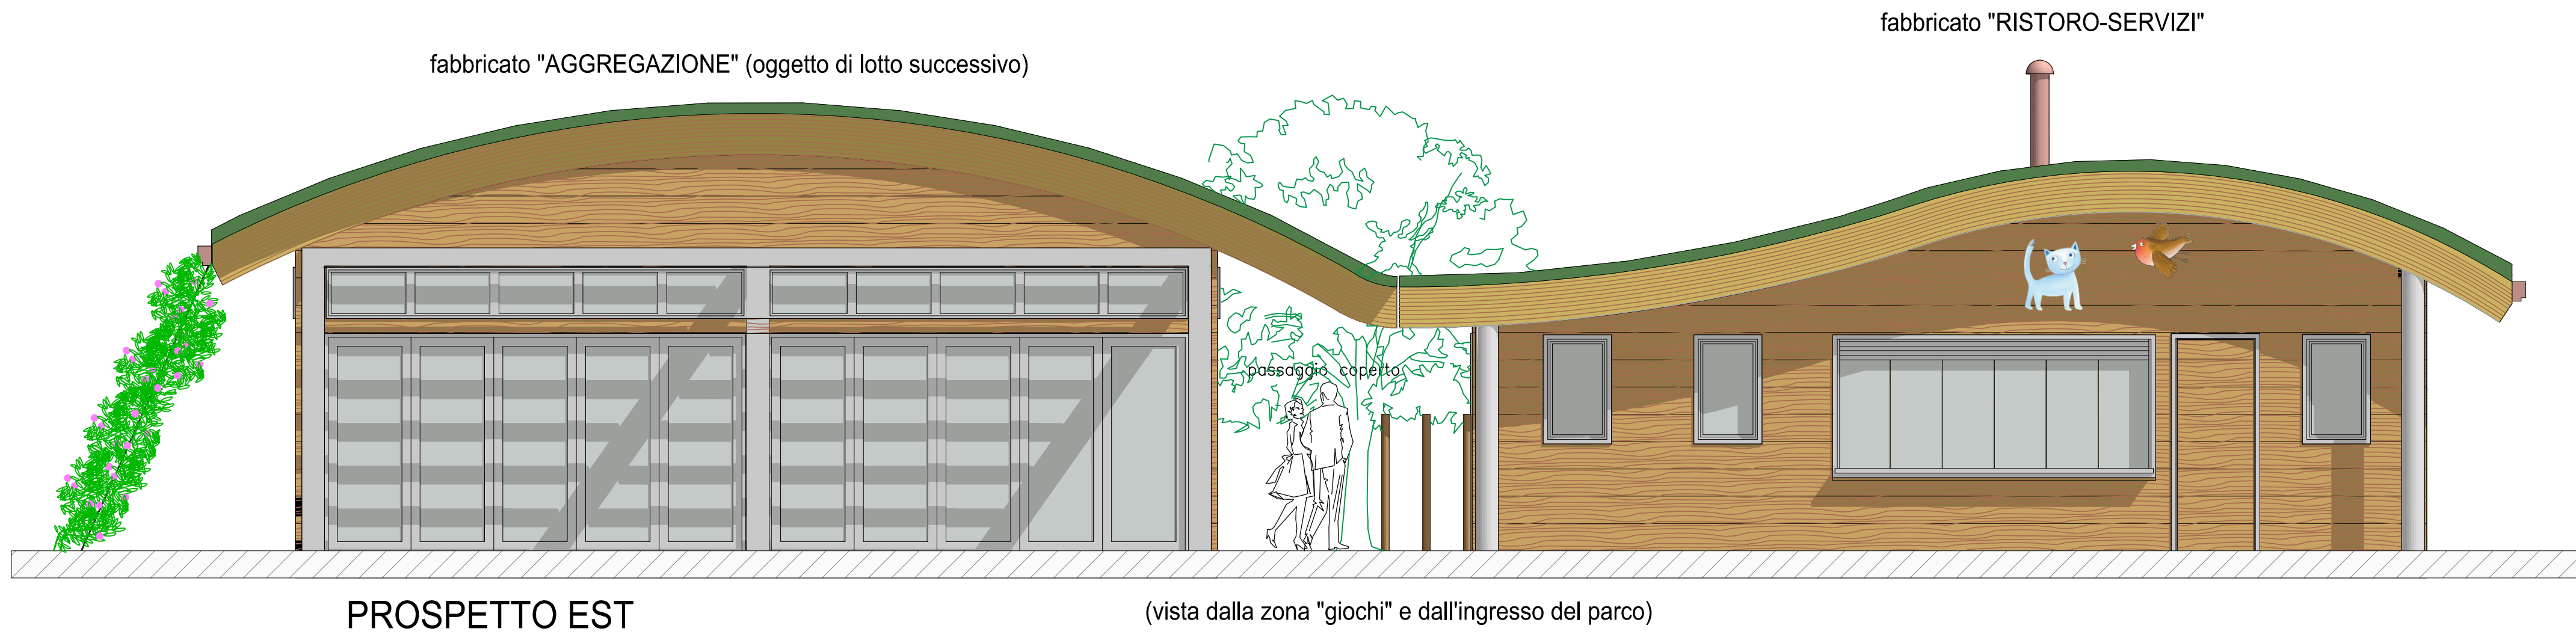 fabbricato "RISTORO-SERVIZI"
fabbricato "AGGREGAZIONE" (oggetto di lotto successivo)
passaggio coperto
PROSPETTO EST
(vista dalla zona "giochi" e dall'ingresso del parco)